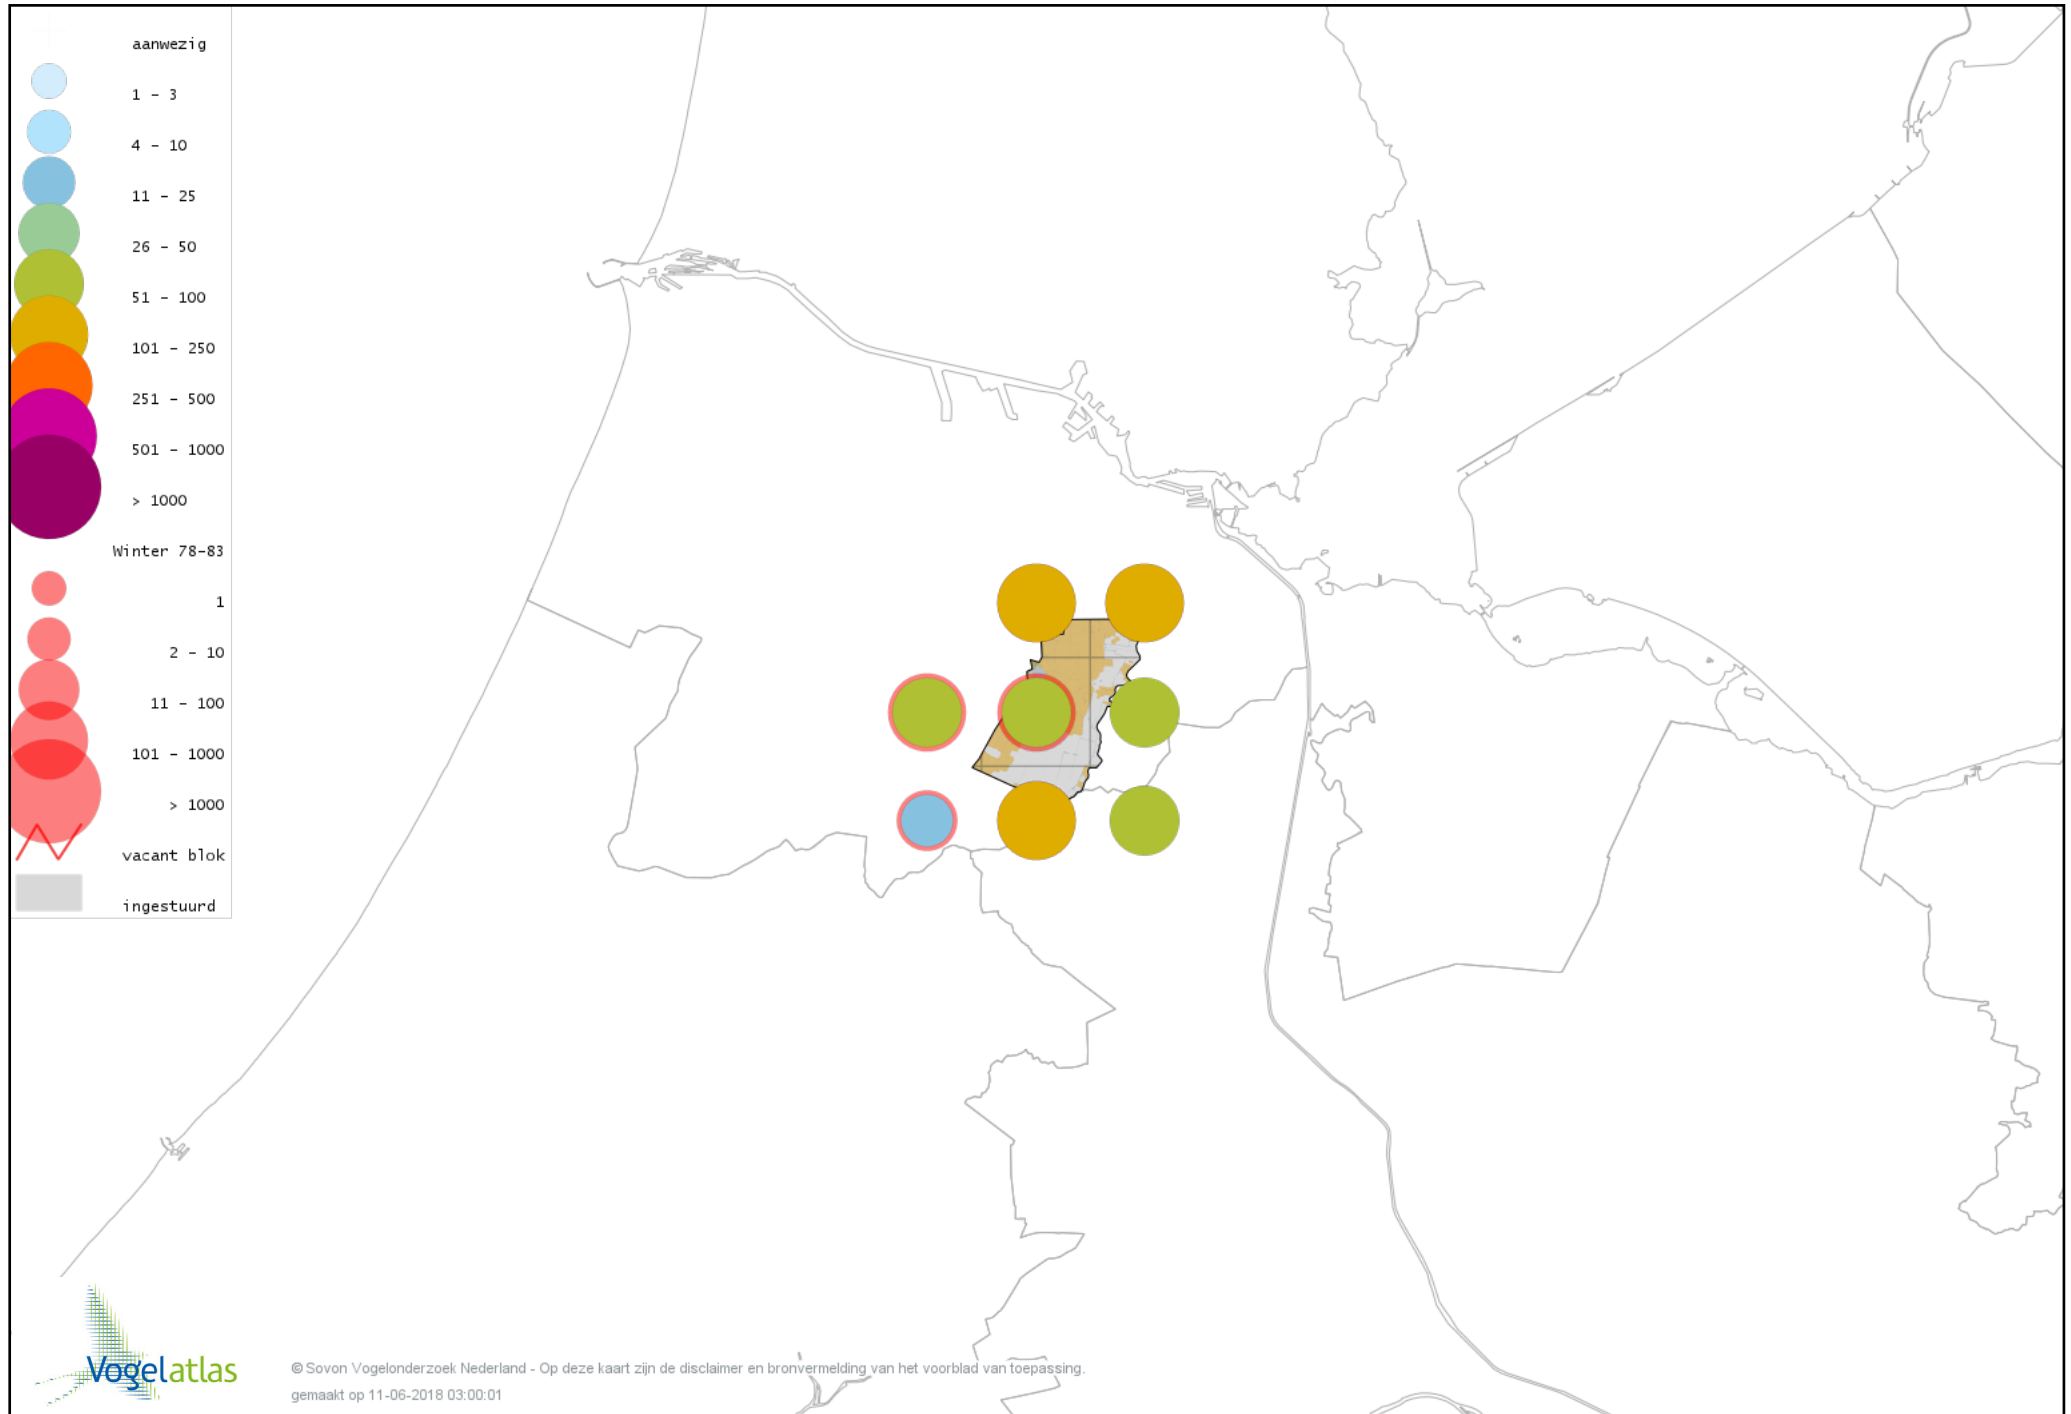 aanwezig
1 - 3
4 - 10
11 - 25
26 - 50
51 - 100
101 - 250
251 - 500
501 - 1000
> 1000
Winter 78-83
1
2 - 10
11 - 100
101 - 1000
> 1000
vacant blok
ingestuurd
Vogelatlas
© Sovon Vogelonderzoek Nederland - Op deze kaart zijn de disclaimer en bronvermelding van het voorblad van toepassing.
gemaakt op 11-06-2018 03:00:01